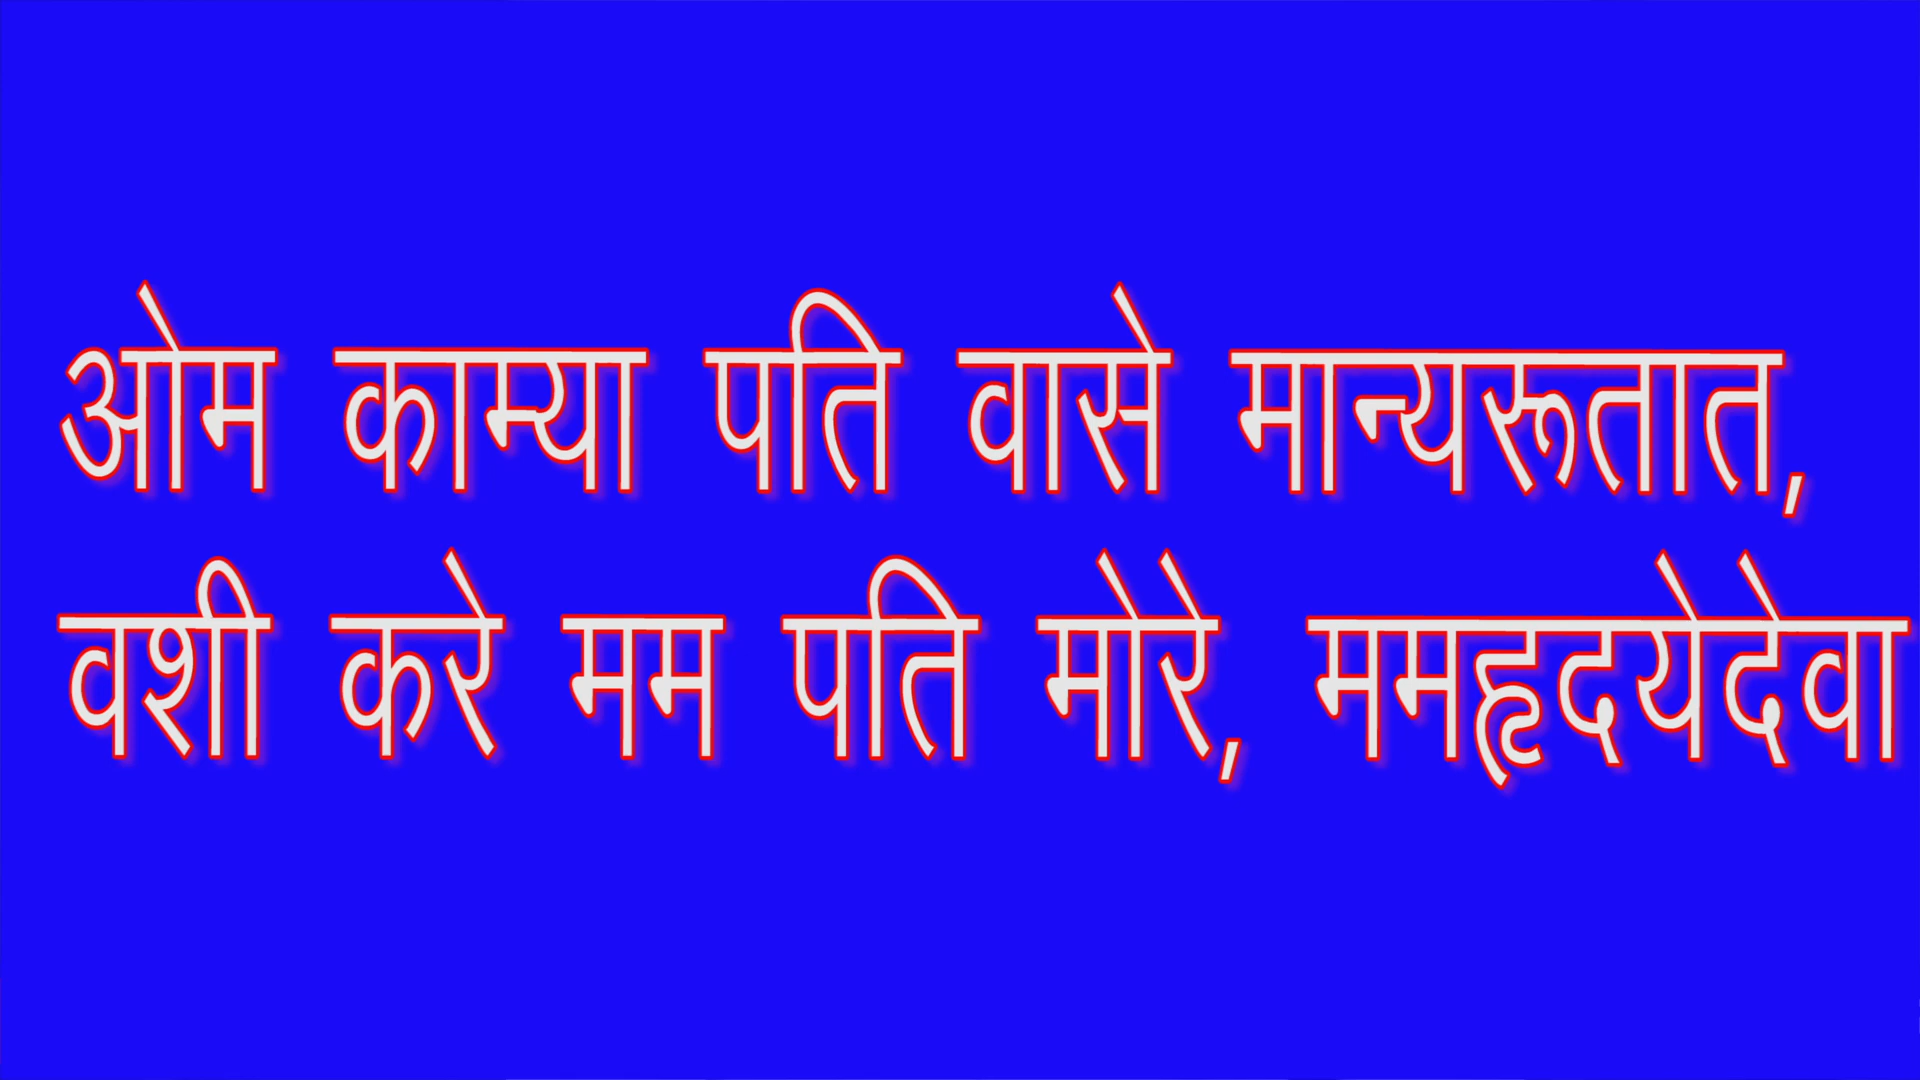 ओम काम्या पति वासे मान्यरूतात,
वशी करे मम पति मोरे, ममहृदयेदेवा